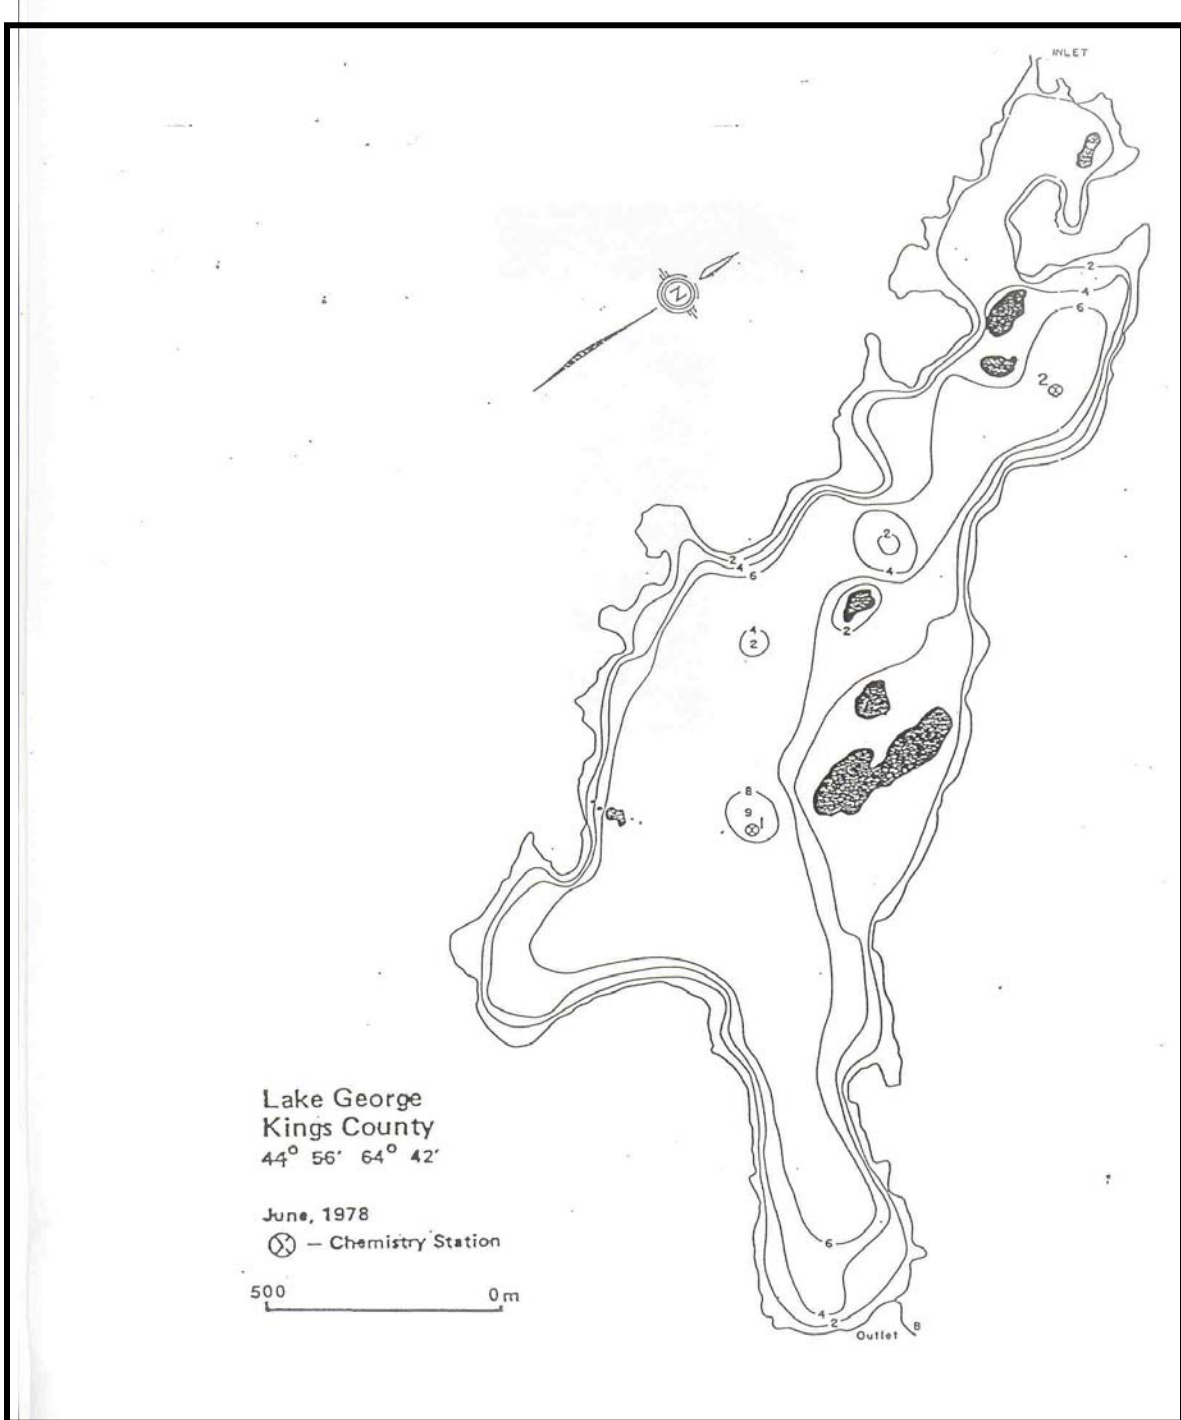 INLET
N
2
4
6
2
2
4
2
4
6
2
4
2
8
9
1
Lake George
Kings County
44° 56' 64° 42'
June, 1978
– Chemistry Station
500 0 m
6
4
2
Outlet B